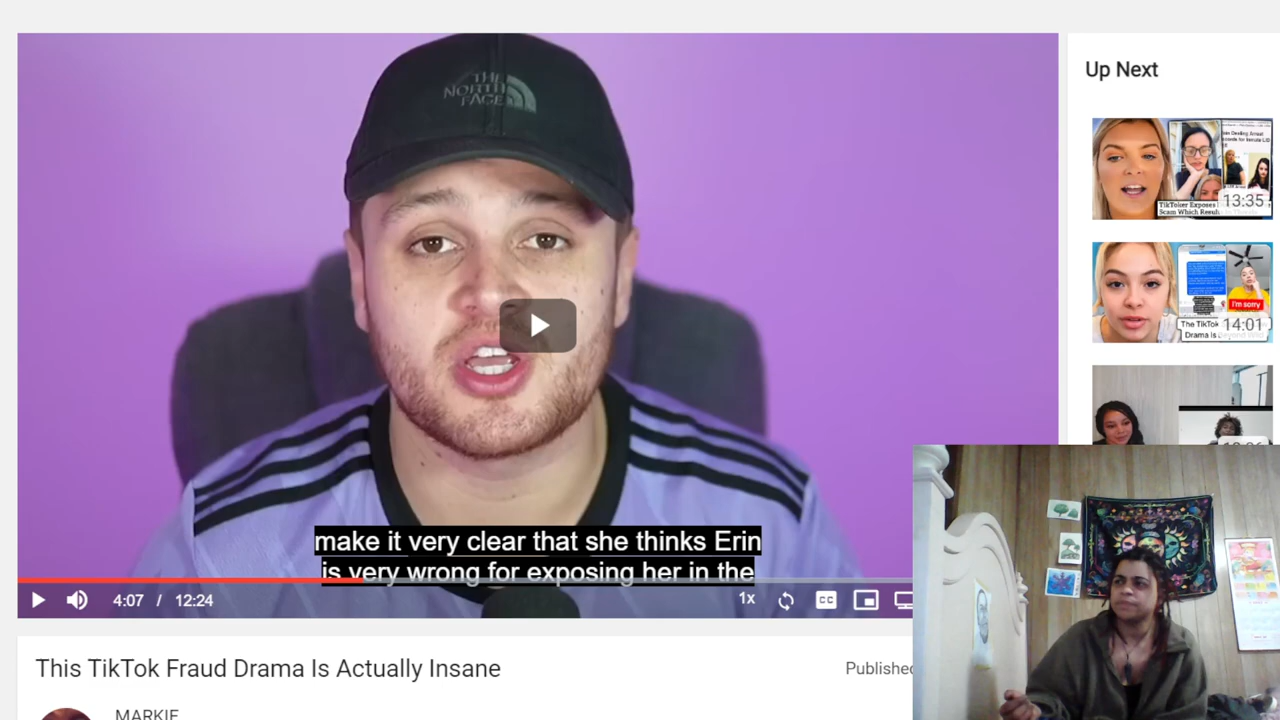 THE
NORTH
FACE
make it very clear that she thinks Erin
is very wrong for exposing her in the
4:07 / 12:24
1x
CC
This TikTok Fraud Drama Is Actually Insane
Published
MARKIE
Up Next
13:35
TikToker Exposes
Scam Which
14:01
I'm sorry
The TikTok
Drama is